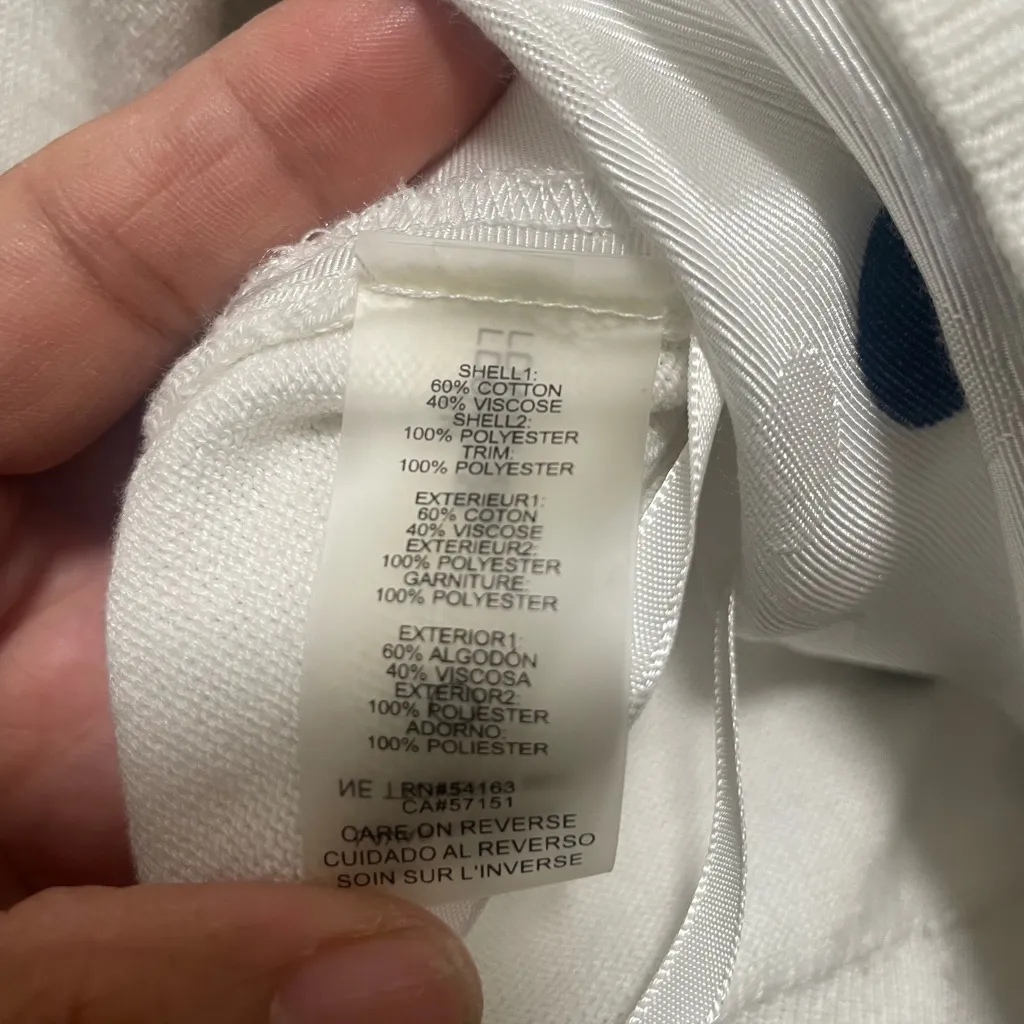 SHELL1:
60% COTTON
40% VISCOSE
SHELL2:
100% POLYESTER
TRIM:
100% POLYESTER
EXTERIEUR1:
60% COTON
40% VISCOSE
EXTERIEUR2:
100% POLYESTER
GARNITURE:
100% POLYESTER
EXTERIOR1:
60% ALGODÓN
40% VISCOSA
EXTERIOR2:
100% POLIESTER
ADORNO:
100% POLIESTER
RN#54163
CA#57151
CARE ON REVERSE
CUIDADO AL REVERSO
SOIN SUR L'INVERSE